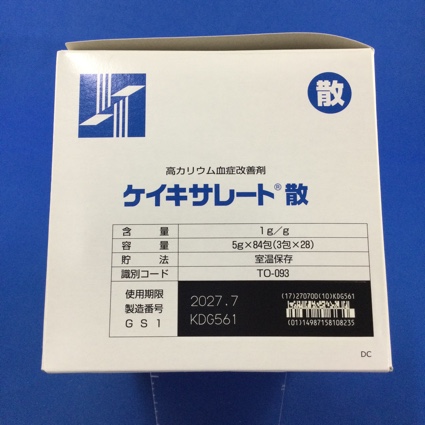 散
高カリウム血症改善剤
ケイキサレート®散
含量 1g/g
容量 5g×84包(3包×28)
貯法 室温保存
識別コード TO-093
使用期限 2027.7
製造番号 KDG561
GS1
(17)270700(10)KDG561
(01)14987158108235
DC